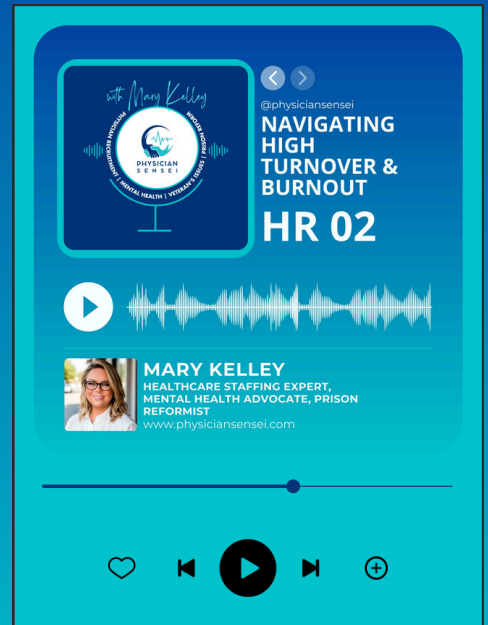 with Mary Kelley
PHYSICIAN RECRUITMENT | MENTAL HEALTH | VETERAN'S ISSUES | PRISON REFORM
PHYSICIAN
SENSEI
@physiciansensei
NAVIGATING
HIGH
TURNOVER &
BURNOUT
HR 02
MARY KELLEY
HEALTHCARE STAFFING EXPERT,
MENTAL HEALTH ADVOCATE, PRISON
REFORMIST
www.physiciansensei.com